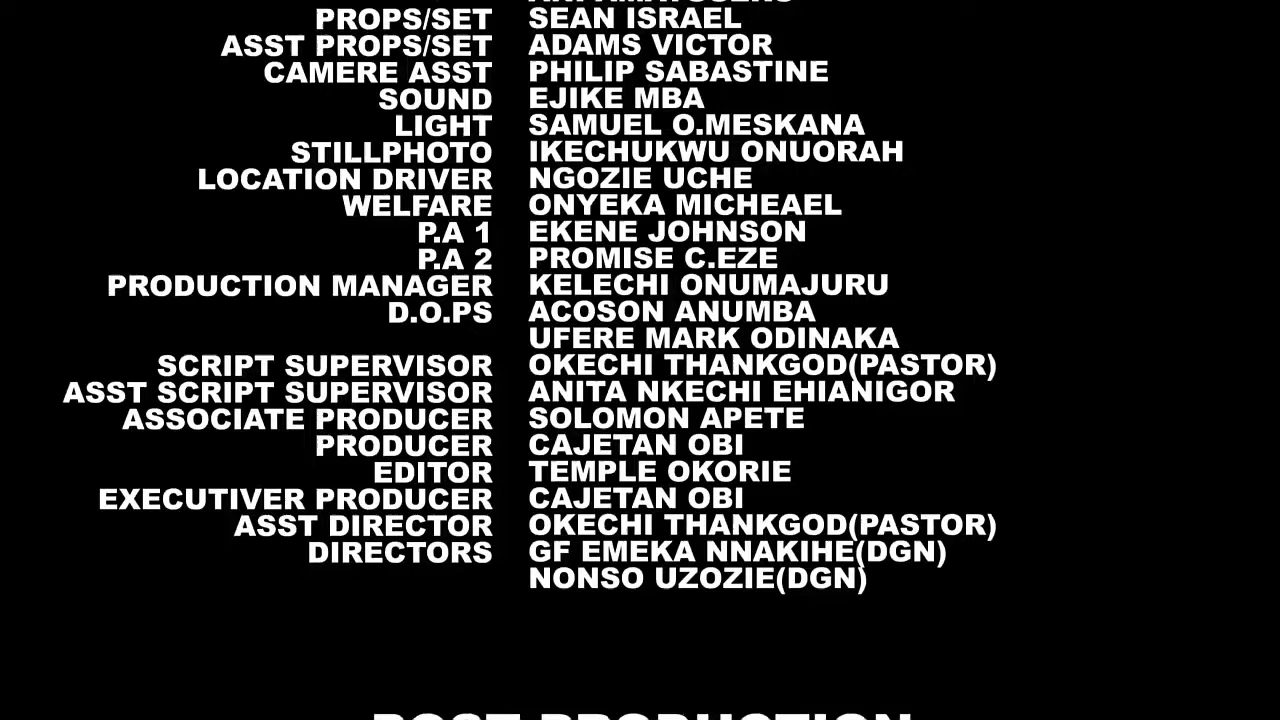 PROPS/SET SEAN ISRAEL
ASST PROPS/SET ADAMS VICTOR
CAMERE ASST PHILIP SABASTINE
SOUND EJIKE MBA
LIGHT SAMUEL O.MESKANA
STILLPHOTO IKECHUKWU ONUORAH
LOCATION DRIVER NGOZIE UCHE
WELFARE ONYEKA MICHEAEL
P.A 1 EKENE JOHNSON
P.A 2 PROMISE C.EZE
PRODUCTION MANAGER KELECHI ONUMAJURU
D.O.PS ACOSON ANUMBA
UFERE MARK ODINAKA
SCRIPT SUPERVISOR OKECHI THANKGOD(PASTOR)
ASST SCRIPT SUPERVISOR ANITA NKECHI EHIANIGOR
ASSOCIATE PRODUCER SOLOMON APETE
PRODUCER CAJETAN OBI
EDITOR TEMPLE OKORIE
EXECUTIVER PRODUCER CAJETAN OBI
ASST DIRECTOR OKECHI THANKGOD(PASTOR)
DIRECTORS GF EMEKA NNAKIHE(DGN)
NONSO UZOZIE(DGN)
POST PRODUCTION